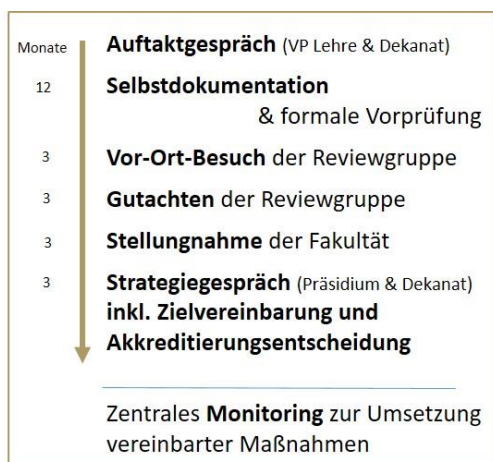 Monate Auftaktgespräch (VP Lehre & Dekanat)
12 Selbstdokumentation
& formale Vorprüfung
3 Vor-Ort-Besuch der Reviewgruppe
3 Gutachten der Reviewgruppe
3 Stellungnahme der Fakultät
3 Strategiegespräch (Präsidium & Dekanat)
inkl. Zielvereinbarung und
Akkreditierungsentscheidung
Zentrales Monitoring zur Umsetzung
vereinbarter Maßnahmen